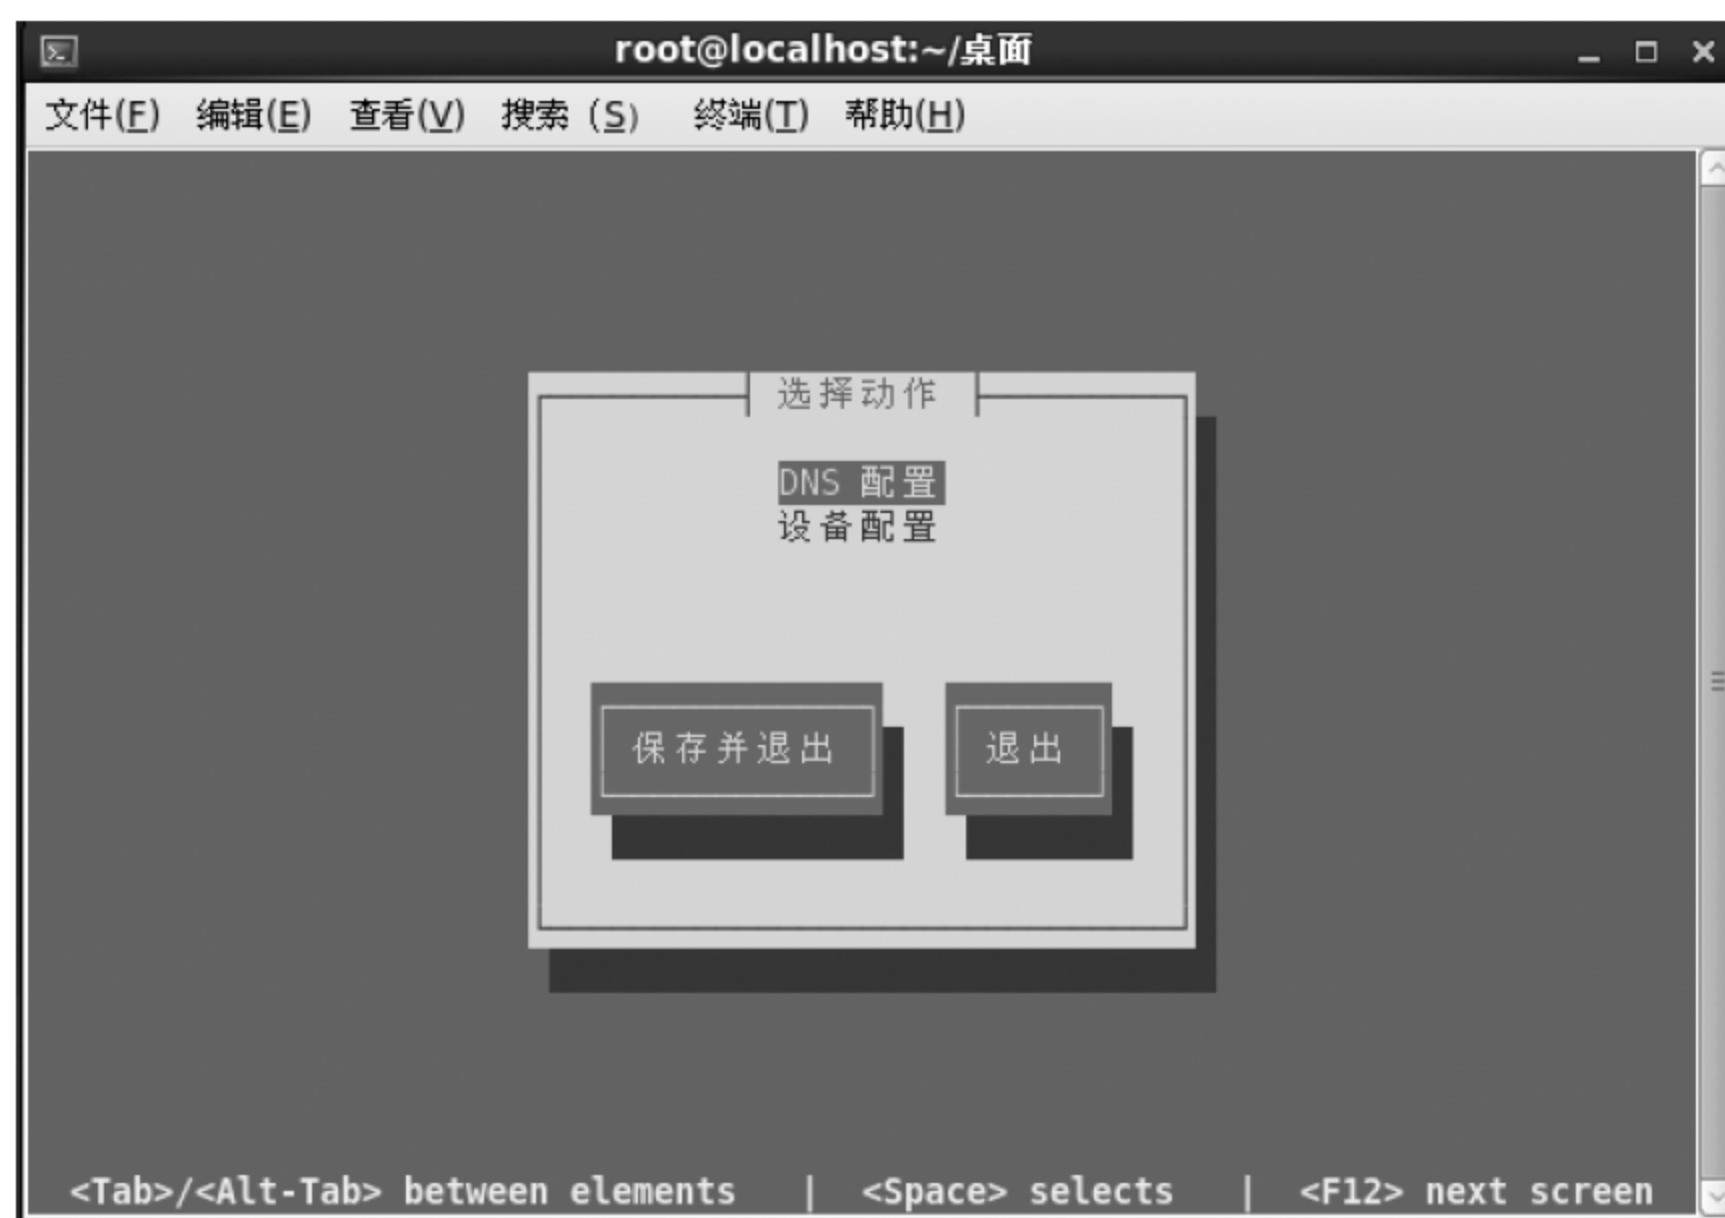 root@localhost:~/桌面
文件(F) 编辑(E) 查看(V) 搜索 (S) 终端(T) 帮助(H)
选择动作
DNS 配置
设备配置
保存并退出 退出
<Tab>/<Alt-Tab> between elements | <Space> selects | <F12> next screen